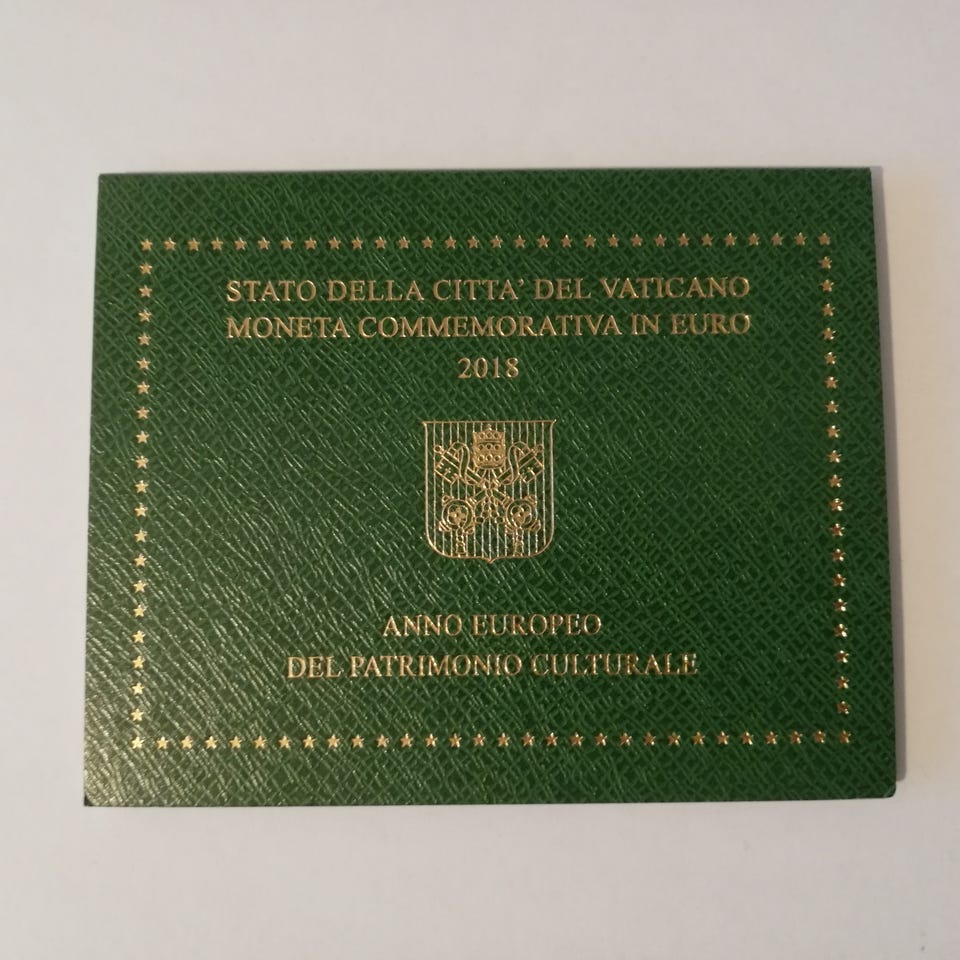 STATO DELLA CITTA' DEL VATICANO
MONETA COMMEMORATIVA IN EURO
2018
ANNO EUROPEO
DEL PATRIMONIO CULTURALE